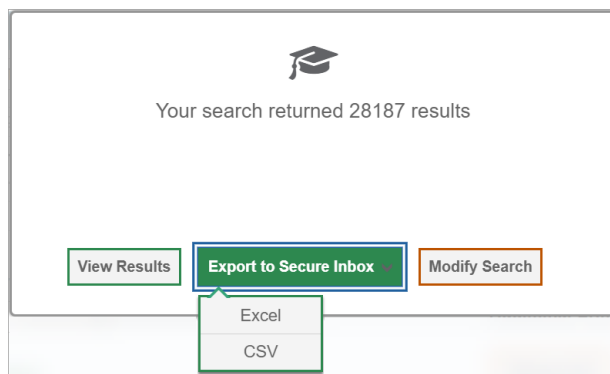 Your search returned 28187 results
View Results
Export to Secure Inbox
Modify Search
Excel
CSV